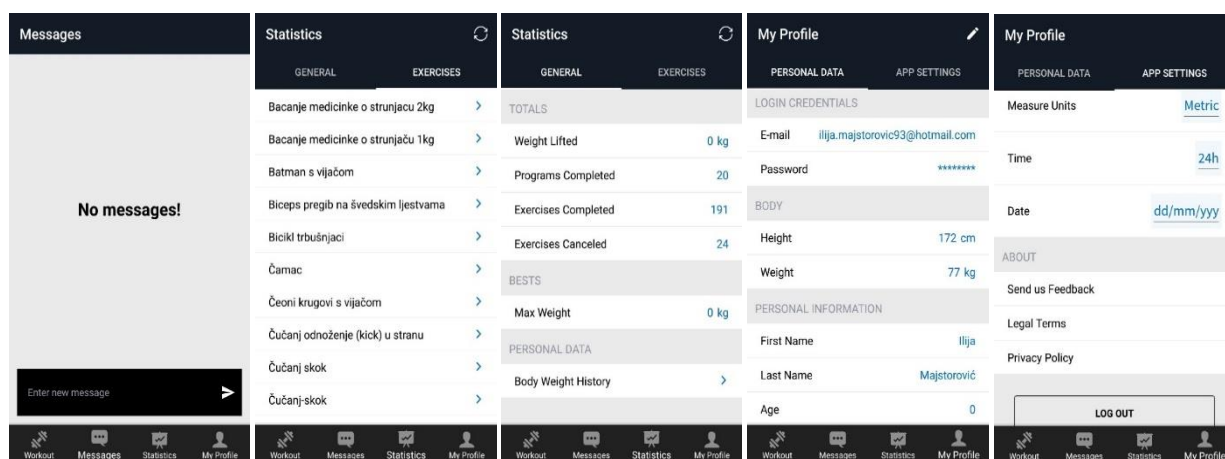 Messages
No messages!
Enter new message
Workout Messages Statistics My Profile
Statistics
GENERAL EXERCISES
Bacanje medicinke o strunjacu 2kg
Bacanje medicinke o strunjaču 1kg
Batman s vijačom
Biceps pregib na švedskim ljestvama
Bicikl trbušnjaci
Čamac
Čeoni krugovi s vijačom
Čučanj odnoženje (kick) u stranu
Čučanj skok
Čučanj-skok
Workout Messages Statistics My Profile
Statistics
GENERAL EXERCISES
TOTALS
Weight Lifted 0 kg
Programs Completed 20
Exercises Completed 191
Exercises Canceled 24
BESTS
Max Weight 0 kg
PERSONAL DATA
Body Weight History
Workout Messages Statistics My Profile
My Profile
PERSONAL DATA APP SETTINGS
LOGIN CREDENTIALS
E-mail ilija.majstorovic93@hotmail.com
Password ********
BODY
Height 172 cm
Weight 77 kg
PERSONAL INFORMATION
First Name Ilija
Last Name Majstorović
Age 0
Workout Messages Statistics My Profile
My Profile
PERSONAL DATA APP SETTINGS
Measure Units Metric
Time 24h
Date dd/mm/yyy
ABOUT
Send us Feedback
Legal Terms
Privacy Policy
LOG OUT
Workout Messages Statistics My Profile